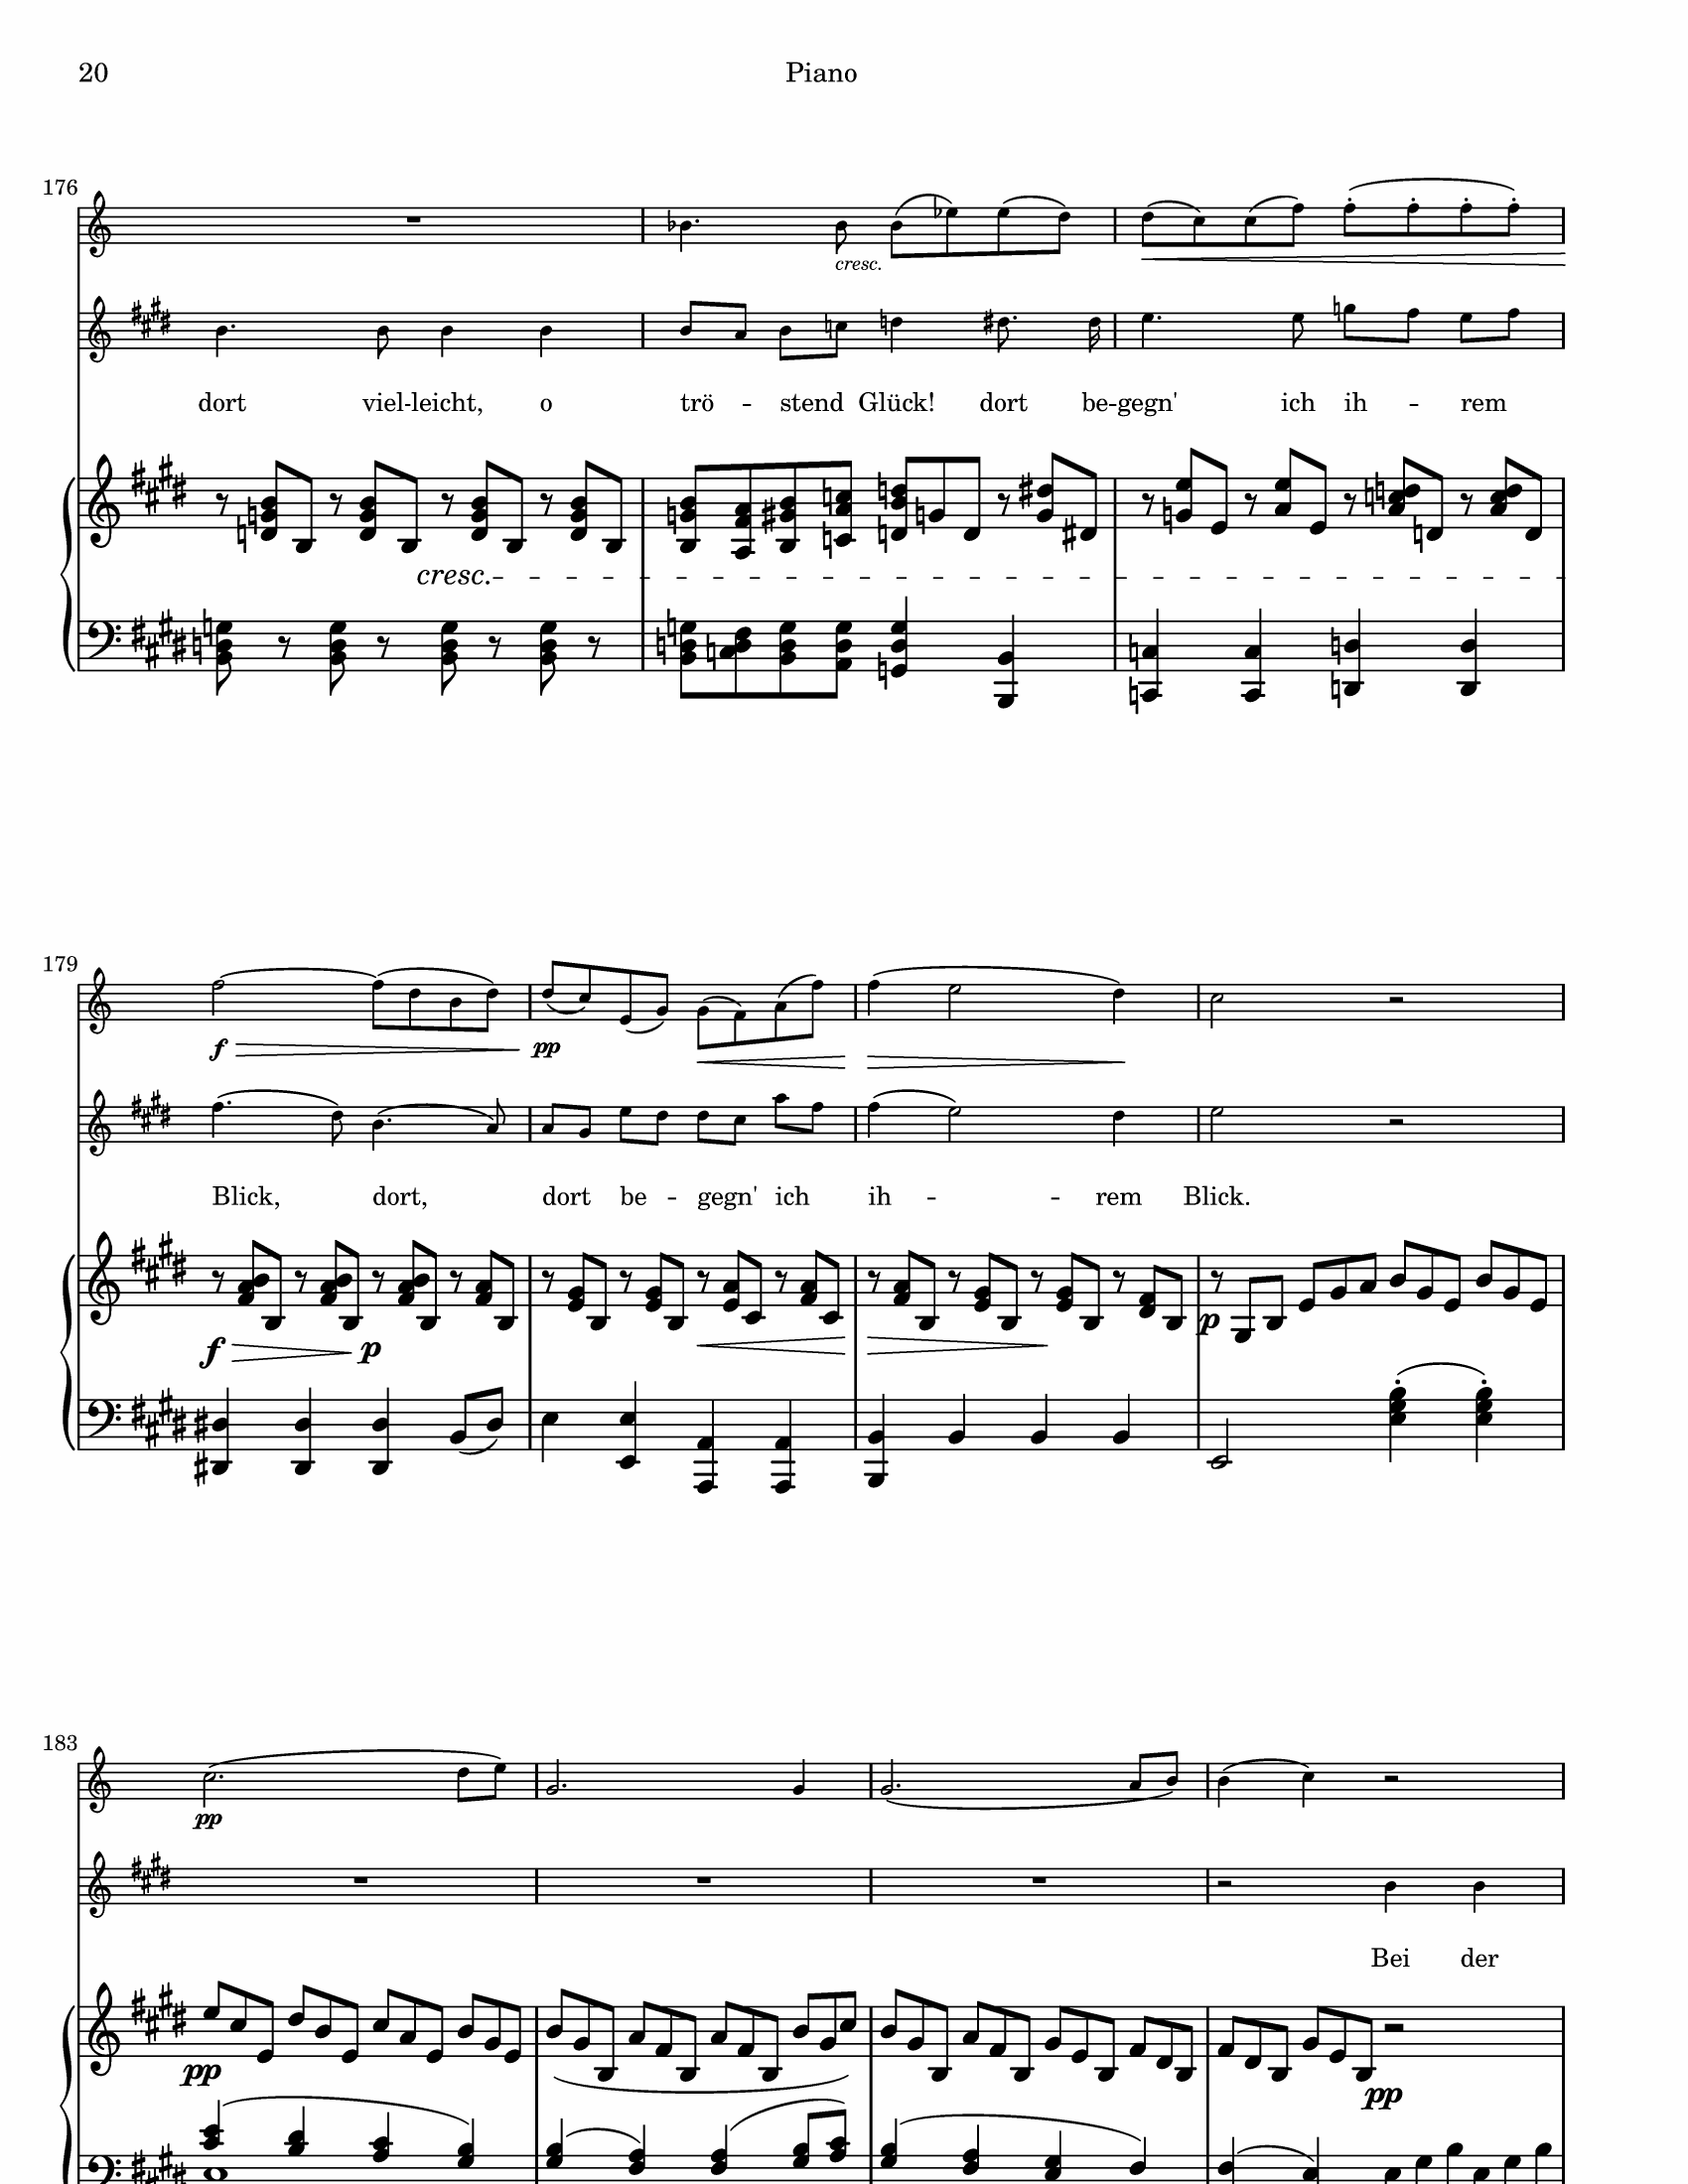 20 Piano
176
cresc.
dort viel-leicht, o trö - stend Glück! dort be-gegn' ich ih - rem
cresc.
179
f pp
Blick, dort, dort be - gegn' ich ih - rem Blick.
f p p
183
pp
Bei der
pp pp